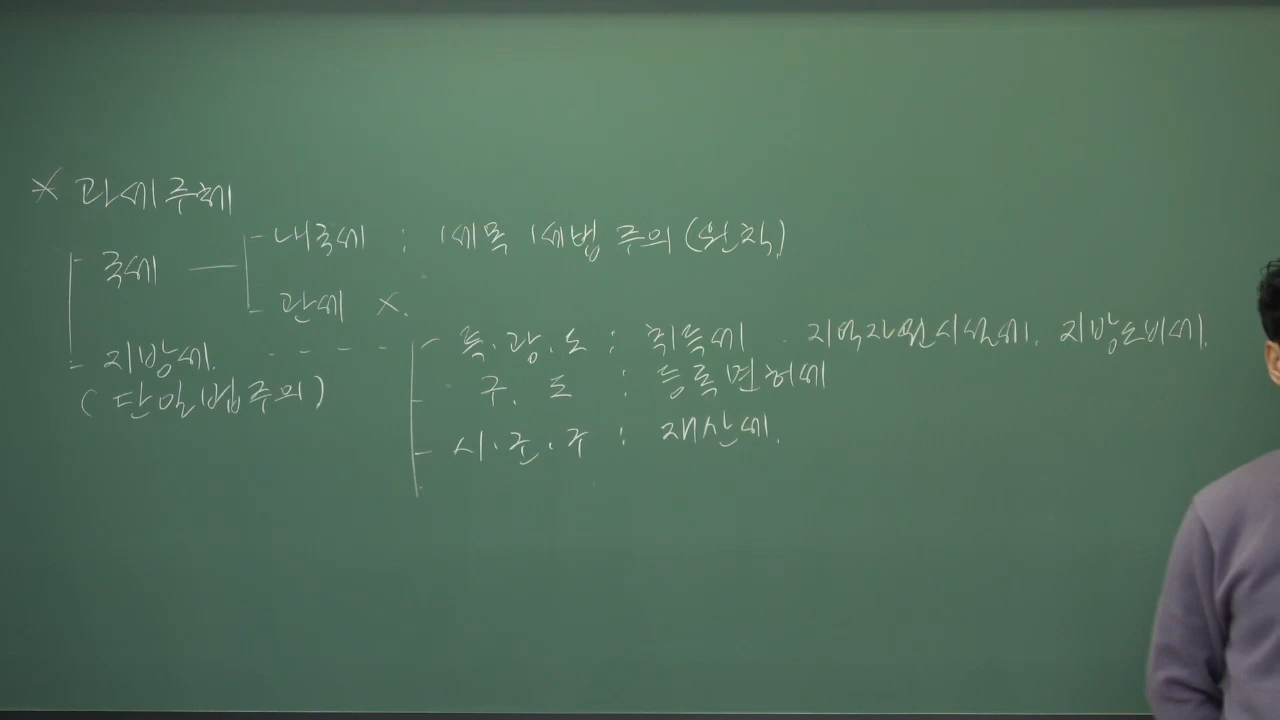 ※ 과세주체
국세 — 내국세 : 1세목 1세법 주의 (원칙)
관세 ×.
지방세. - - - - 특.광.도 : 취득세 . 지역자원시설세. 지방교육세.
(단일법주의) 구. 도 : 등록면허세
시.군.구 : 재산세.